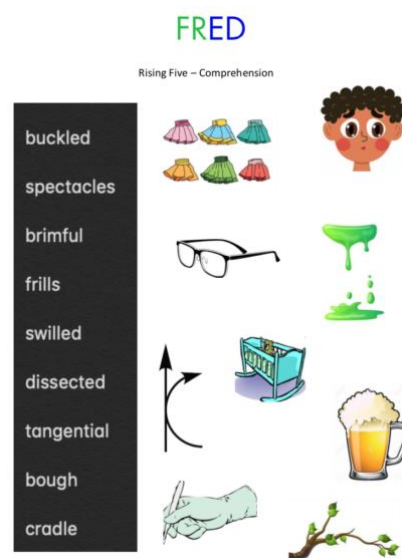 FRED
Rising Five – Comprehension
buckled
spectacles
brimful
frills
swilled
dissected
tangential
bough
cradle